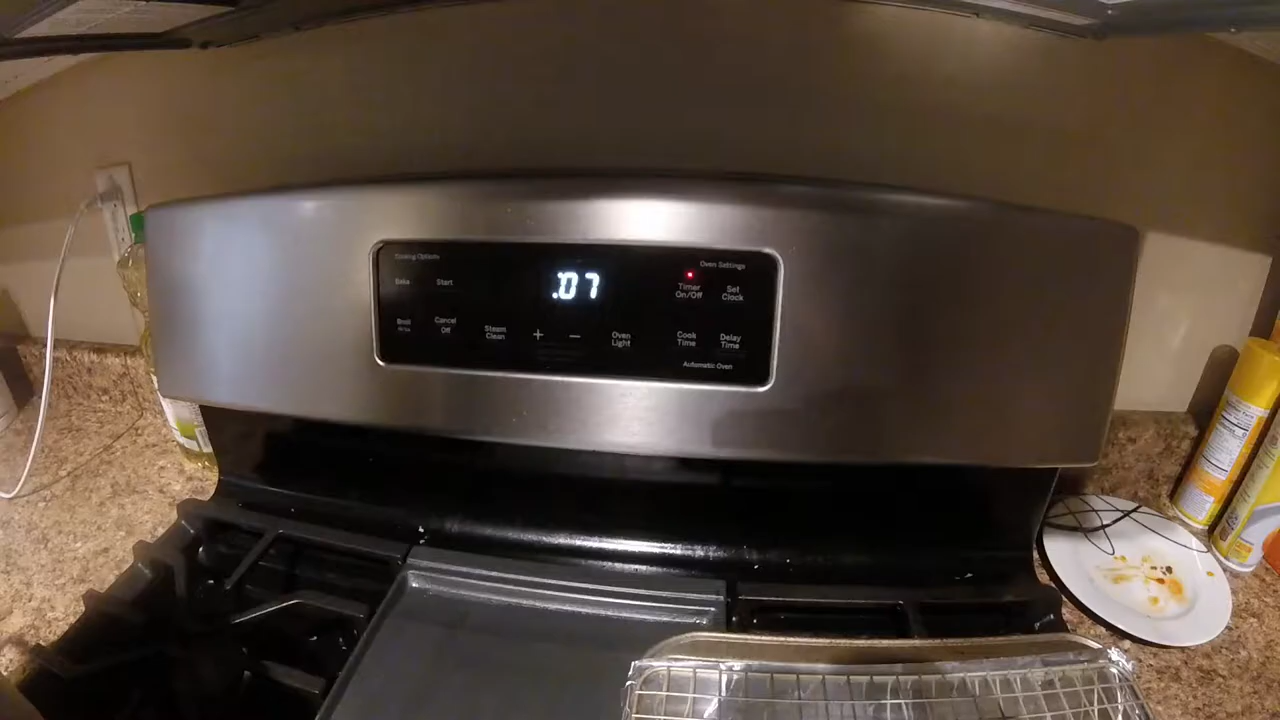 Cooking Options
Oven Settings
Bake
Start
:07
Timer
On/Off
Set
Clock
Broil
Cancel
Off
Steam
Clean
+
−
Oven
Light
Cook
Time
Delay
Time
Automatic Oven